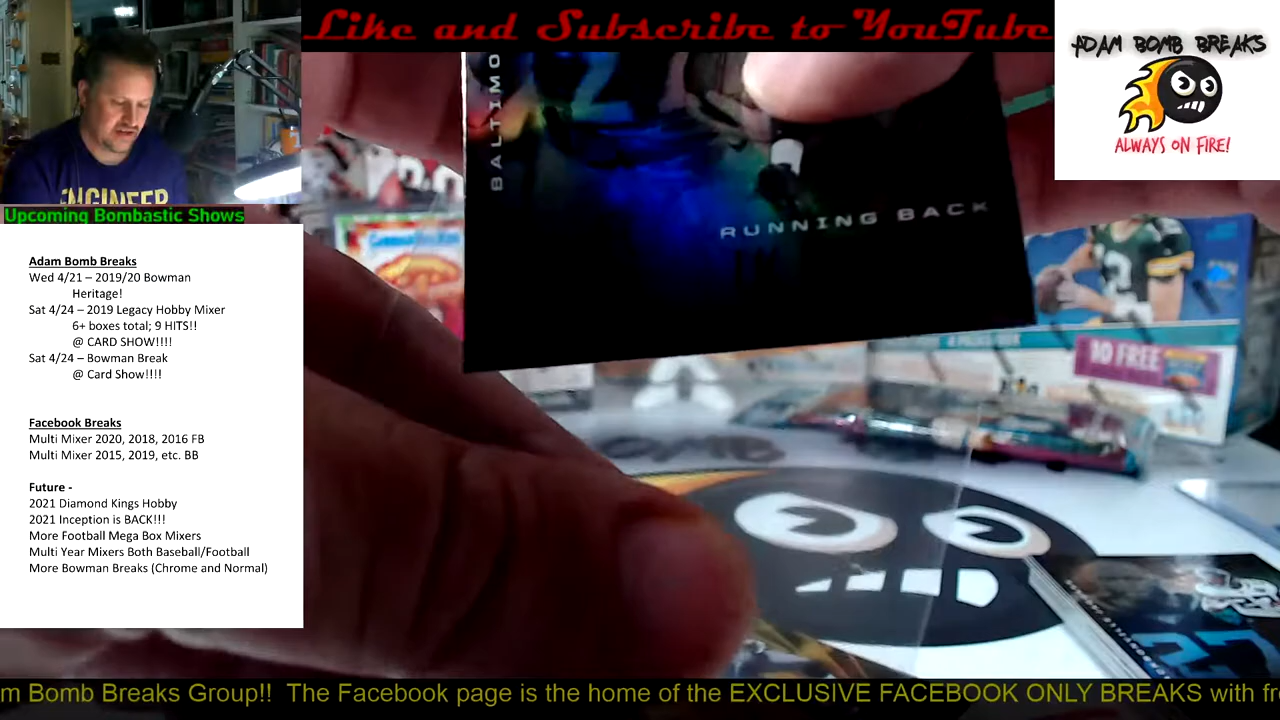 Like and Subscribe to YouTube
ADAM BOMB BREAKS
ALWAYS ON FIRE!
ENGINEER
Upcoming Bombastic Shows
Adam Bomb Breaks
Wed 4/21 – 2019/20 Bowman
Heritage!
Sat 4/24 – 2019 Legacy Hobby Mixer
6+ boxes total; 9 HITS!!
@ CARD SHOW!!!!
Sat 4/24 – Bowman Break
@ Card Show!!!!
Facebook Breaks
Multi Mixer 2020, 2018, 2016 FB
Multi Mixer 2015, 2019, etc. BB
Future -
2021 Diamond Kings Hobby
2021 Inception is BACK!!!
More Football Mega Box Mixers
Multi Year Mixers Both Baseball/Football
More Bowman Breaks (Chrome and Normal)
BALTIMO
2
RUNNING BACK
12
10 FREE
OMB
27
m Bomb Breaks Group!! The Facebook page is the home of the EXCLUSIVE FACEBOOK ONLY BREAKS with fr